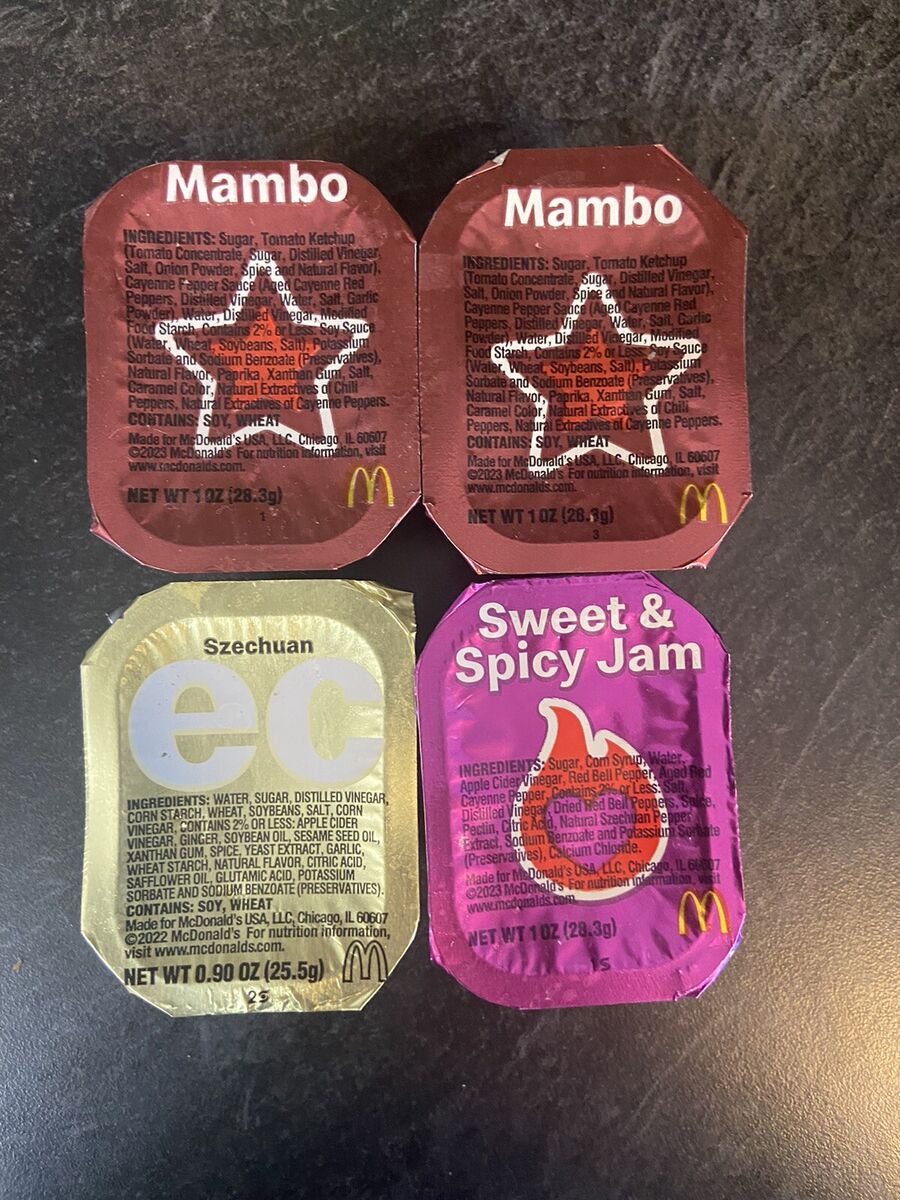 Mambo
INGREDIENTS: Sugar, Tomato Ketchup
(Tomato Concentrate, Sugar, Distilled Vinegar,
Salt, Onion Powder, Spice and Natural Flavor),
Cayenne Pepper Sauce (Aged Cayenne Red
Peppers, Distilled Vinegar, Water, Salt, Garlic
Powder), Water, Distilled Vinegar, Modified
Food Starch, Contains 2% or Less: Soy Sauce
(Water, Wheat, Soybeans, Salt), Potassium
Sorbate and Sodium Benzoate (Preservatives),
Natural Flavor, Paprika, Xanthan Gum, Salt,
Caramel Color, Natural Extractives of Chili
Peppers, Natural Extractives of Cayenne Peppers.
CONTAINS: SOY, WHEAT
Made for McDonald's USA, LLC, Chicago, IL 60607
©2023 McDonald's For nutrition information, visit
www.mcdonalds.com.
NET WT 1 OZ (28.3g)
1
Mambo
INGREDIENTS: Sugar, Tomato Ketchup
(Tomato Concentrate, Sugar, Distilled Vinegar,
Salt, Onion Powder, Spice and Natural Flavor),
Cayenne Pepper Sauce (Aged Cayenne Red
Peppers, Distilled Vinegar, Water, Salt, Garlic
Powder), Water, Distilled Vinegar, Modified
Food Starch, Contains 2% or Less: Soy Sauce
(Water, Wheat, Soybeans, Salt), Potassium
Sorbate and Sodium Benzoate (Preservatives),
Natural Flavor, Paprika, Xanthan Gum, Salt,
Caramel Color, Natural Extractives of Chili
Peppers, Natural Extractives of Cayenne Peppers.
CONTAINS: SOY, WHEAT
Made for McDonald's USA, LLC, Chicago, IL 60607
©2023 McDonald's For nutrition information, visit
www.mcdonalds.com.
NET WT 1 OZ (28.3g)
3
Szechuan
ec
INGREDIENTS: WATER, SUGAR, DISTILLED VINEGAR,
CORN STARCH, WHEAT, SOYBEANS, SALT, CORN
VINEGAR, CONTAINS 2% OR LESS: APPLE CIDER
VINEGAR, GINGER, SOYBEAN OIL, SESAME SEED OIL,
XANTHAN GUM, SPICE, YEAST EXTRACT, GARLIC,
WHEAT STARCH, NATURAL FLAVOR, CITRIC ACID,
SAFFLOWER OIL, GLUTAMIC ACID, POTASSIUM
SORBATE AND SODIUM BENZOATE (PRESERVATIVES).
CONTAINS: SOY, WHEAT
Made for McDonald's USA, LLC, Chicago, IL 60607
©2022 McDonald's For nutrition information,
visit www.mcdonalds.com.
NET WT 0.90 OZ (25.5g)
25
Sweet &
Spicy Jam
INGREDIENTS: Sugar, Corn Syrup, Water,
Apple Cider Vinegar, Red Bell Pepper, Aged Red
Cayenne Pepper, Contains 2% or Less: Salt,
Distilled Vinegar, Dried Red Bell Peppers, Spice,
Pectin, Citric Acid, Natural Szechuan Pepper
Extract, Sodium Benzoate and Potassium Sorbate
(Preservatives), Calcium Chloride.
Made for McDonald's USA, LLC, Chicago, IL 60607
©2023 McDonald's For nutrition information, visit
www.mcdonalds.com
NET WT 1 OZ (28.3g)
15